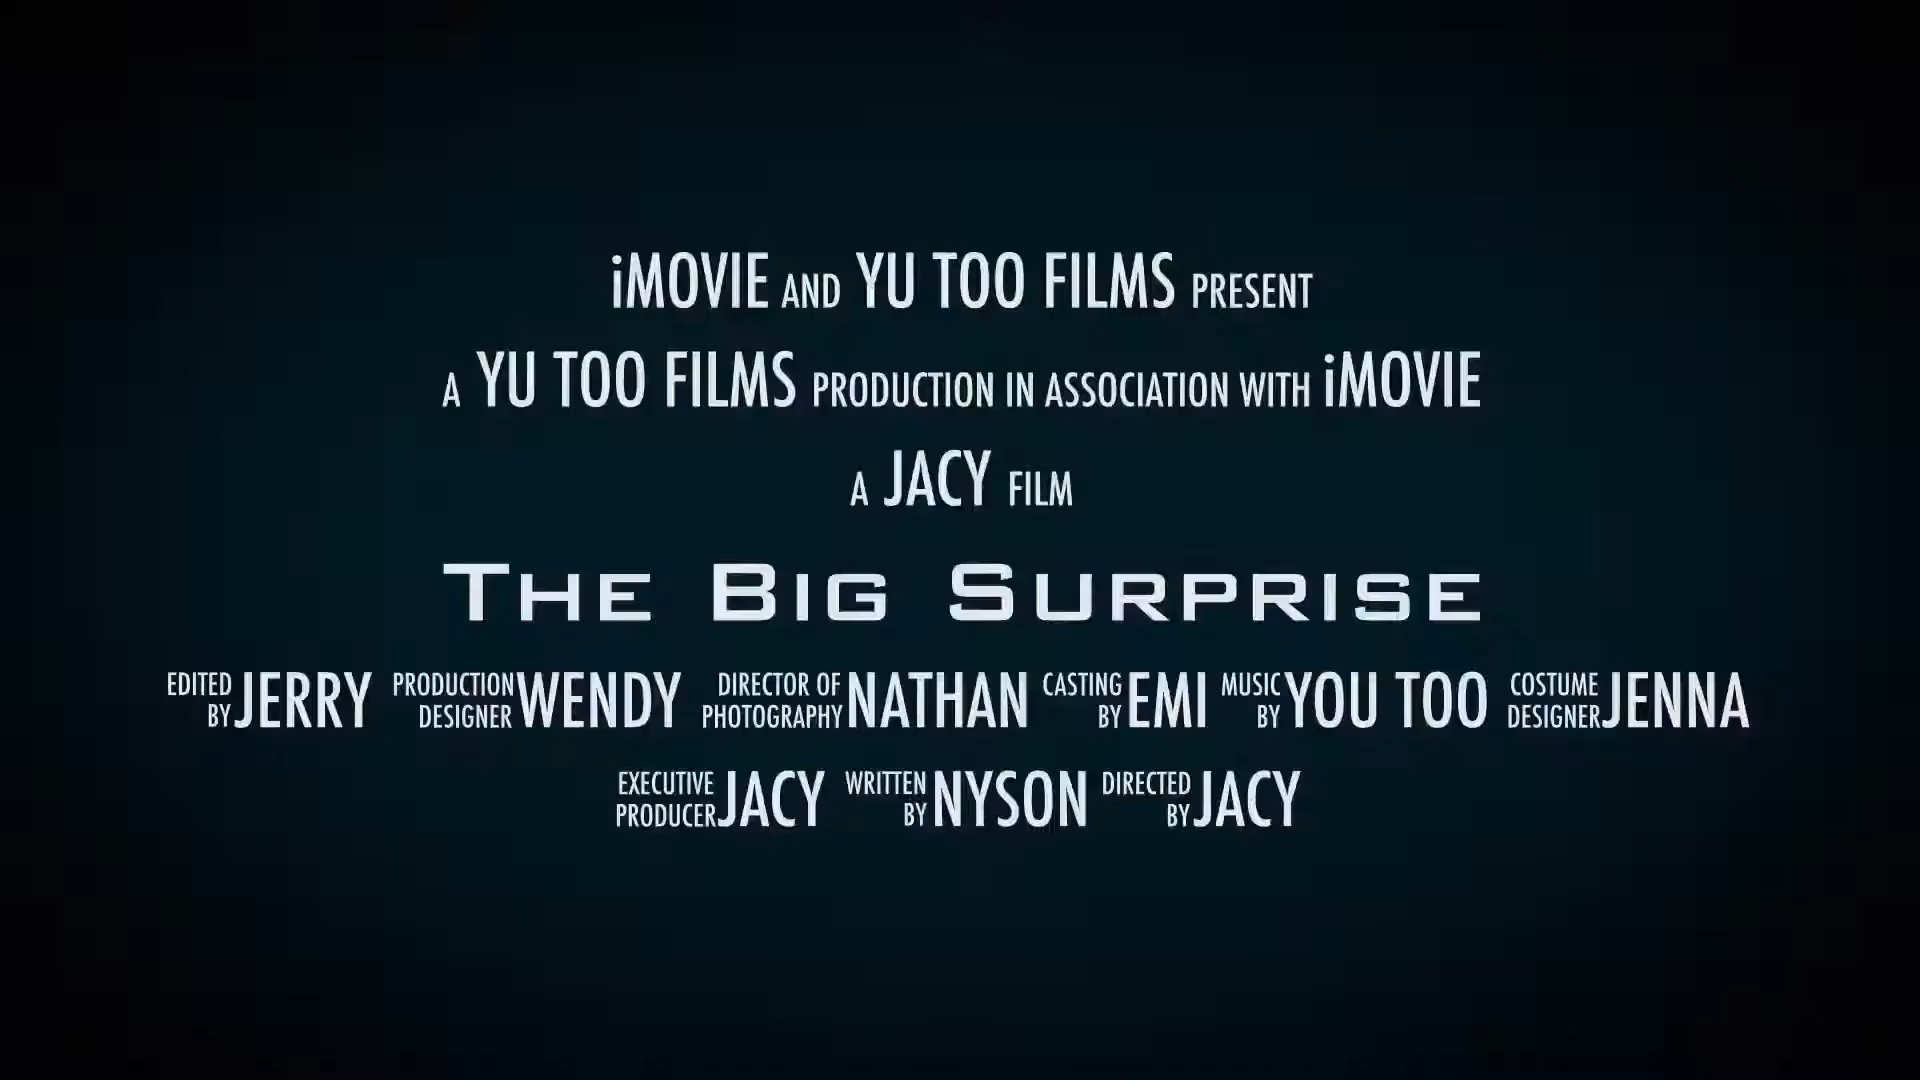 iMOVIE AND YU TOO FILMS PRESENT
A YU TOO FILMS PRODUCTION IN ASSOCIATION WITH iMOVIE
A JACY FILM
THE BIG SURPRISE
EDITED BY JERRY PRODUCTION DESIGNER WENDY DIRECTOR OF PHOTOGRAPHY NATHAN CASTING BY EMI MUSIC BY YOU TOO COSTUME DESIGNER JENNA
EXECUTIVE PRODUCER JACY WRITTEN BY NYSON DIRECTED BY JACY